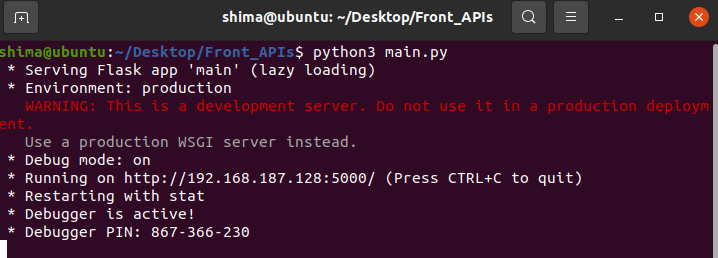 shima@ubuntu: ~/Desktop/Front_APIs
shima@ubuntu:~/Desktop/Front_APIs$ python3 main.py
 * Serving Flask app 'main' (lazy loading)
 * Environment: production
   WARNING: This is a development server. Do not use it in a production deploym
ent.
   Use a production WSGI server instead.
 * Debug mode: on
 * Running on http://192.168.187.128:5000/ (Press CTRL+C to quit)
 * Restarting with stat
 * Debugger is active!
 * Debugger PIN: 867-366-230